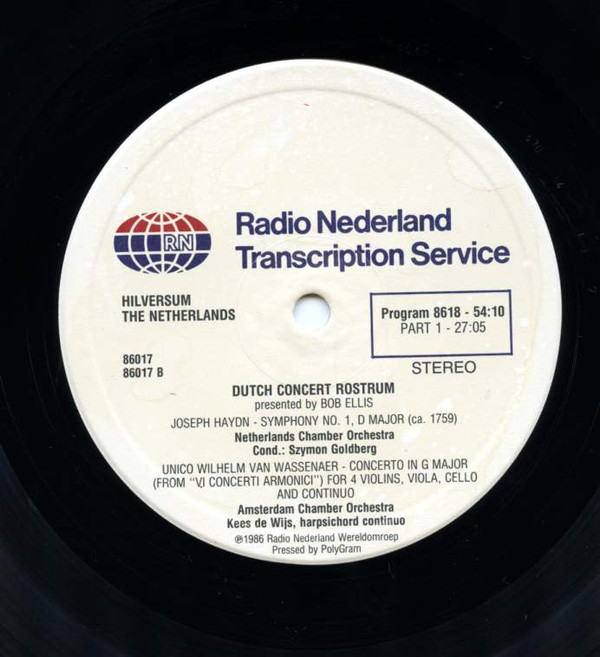 RN
Radio Nederland
Transcription Service
HILVERSUM
THE NETHERLANDS
Program 8618 - 54:10
PART 1 - 27:05
86017
86017 B
STEREO
DUTCH CONCERT ROSTRUM
presented by BOB ELLIS
JOSEPH HAYDN - SYMPHONY NO. 1, D MAJOR (ca. 1759)
Netherlands Chamber Orchestra
Cond.: Szymon Goldberg
UNICO WILHELM VAN WASSENAER - CONCERTO IN G MAJOR
(FROM "VJ CONCERTI ARMONICI") FOR 4 VIOLINS, VIOLA, CELLO
AND CONTINUO
Amsterdam Chamber Orchestra
Kees de Wijs, harpsichord continuo
℗1986 Radio Nederland Wereldomroep
Pressed by PolyGram